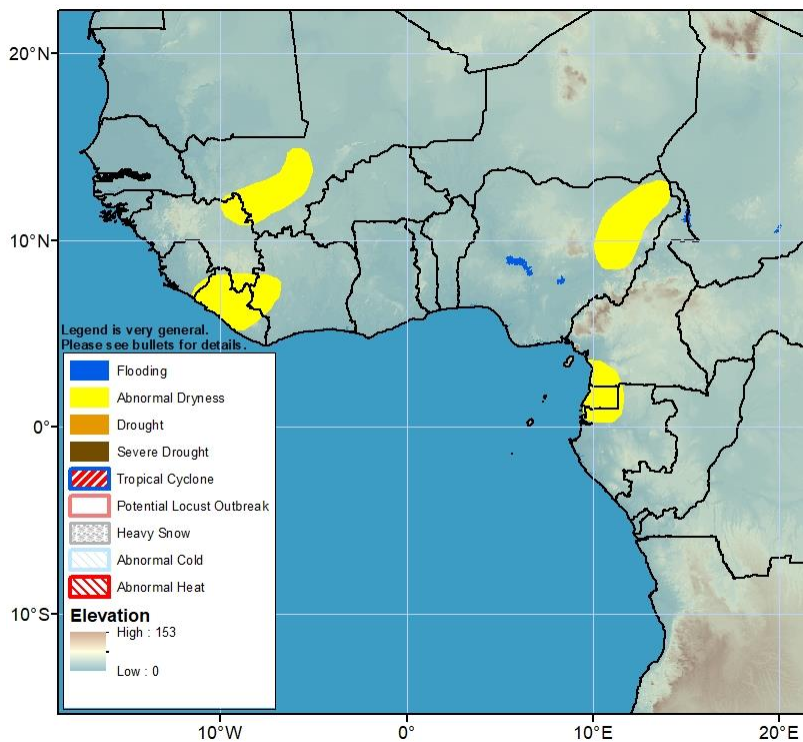 20°N
10°N
0°
10°S
10°W
0°
10°E
20°E
Legend is very general.
Please see bullets for details.
Flooding
Abnormal Dryness
Drought
Severe Drought
Tropical Cyclone
Potential Locust Outbreak
Heavy Snow
Abnormal Cold
Abnormal Heat
Elevation
High : 153
Low : 0